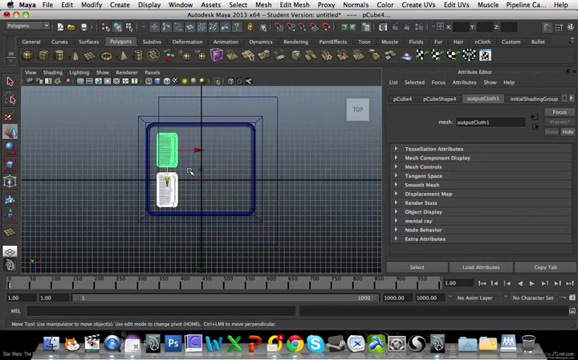 Maya File Edit Modify Create Display Window Assets Select Mesh Edit Mesh Proxy Normals Color Create UVs Edit UVs Muscle Pipeline Ca...
Autodesk Maya 2013 x64 - Student Version: untitled* --- pCube4...
Polygons
General Curves Surfaces Polygons Deformation Animation Dynamics Rendering PaintEffects Toon Muscle Fluids Fur Hair nCloth Custom
View Shading Lighting Show Renderer Panels
TOP
Attribute Editor
List Selected Focus Attributes Show Help
pCube4 pCubeShape4 outputCloth1 initialShadingGroup
Focus
Presets
mesh: outputCloth1
Show Hide
Tessellation Attributes
Mesh Component Display
Tangent Space
Smooth Mesh
Displacement Map
Render Stats
Object Display
mental ray
Node Behavior
Extra Attributes
Select Load Attributes Copy Tab
1.00
1.00 1.00 1 1000 1000.00 1000.00 No Anim Layer No Character Set
MEL
Move Tool: Use manipulator to move object(s). Use edit mode to change pivot (HOME). Ctrl+LMB to move perpendicular.